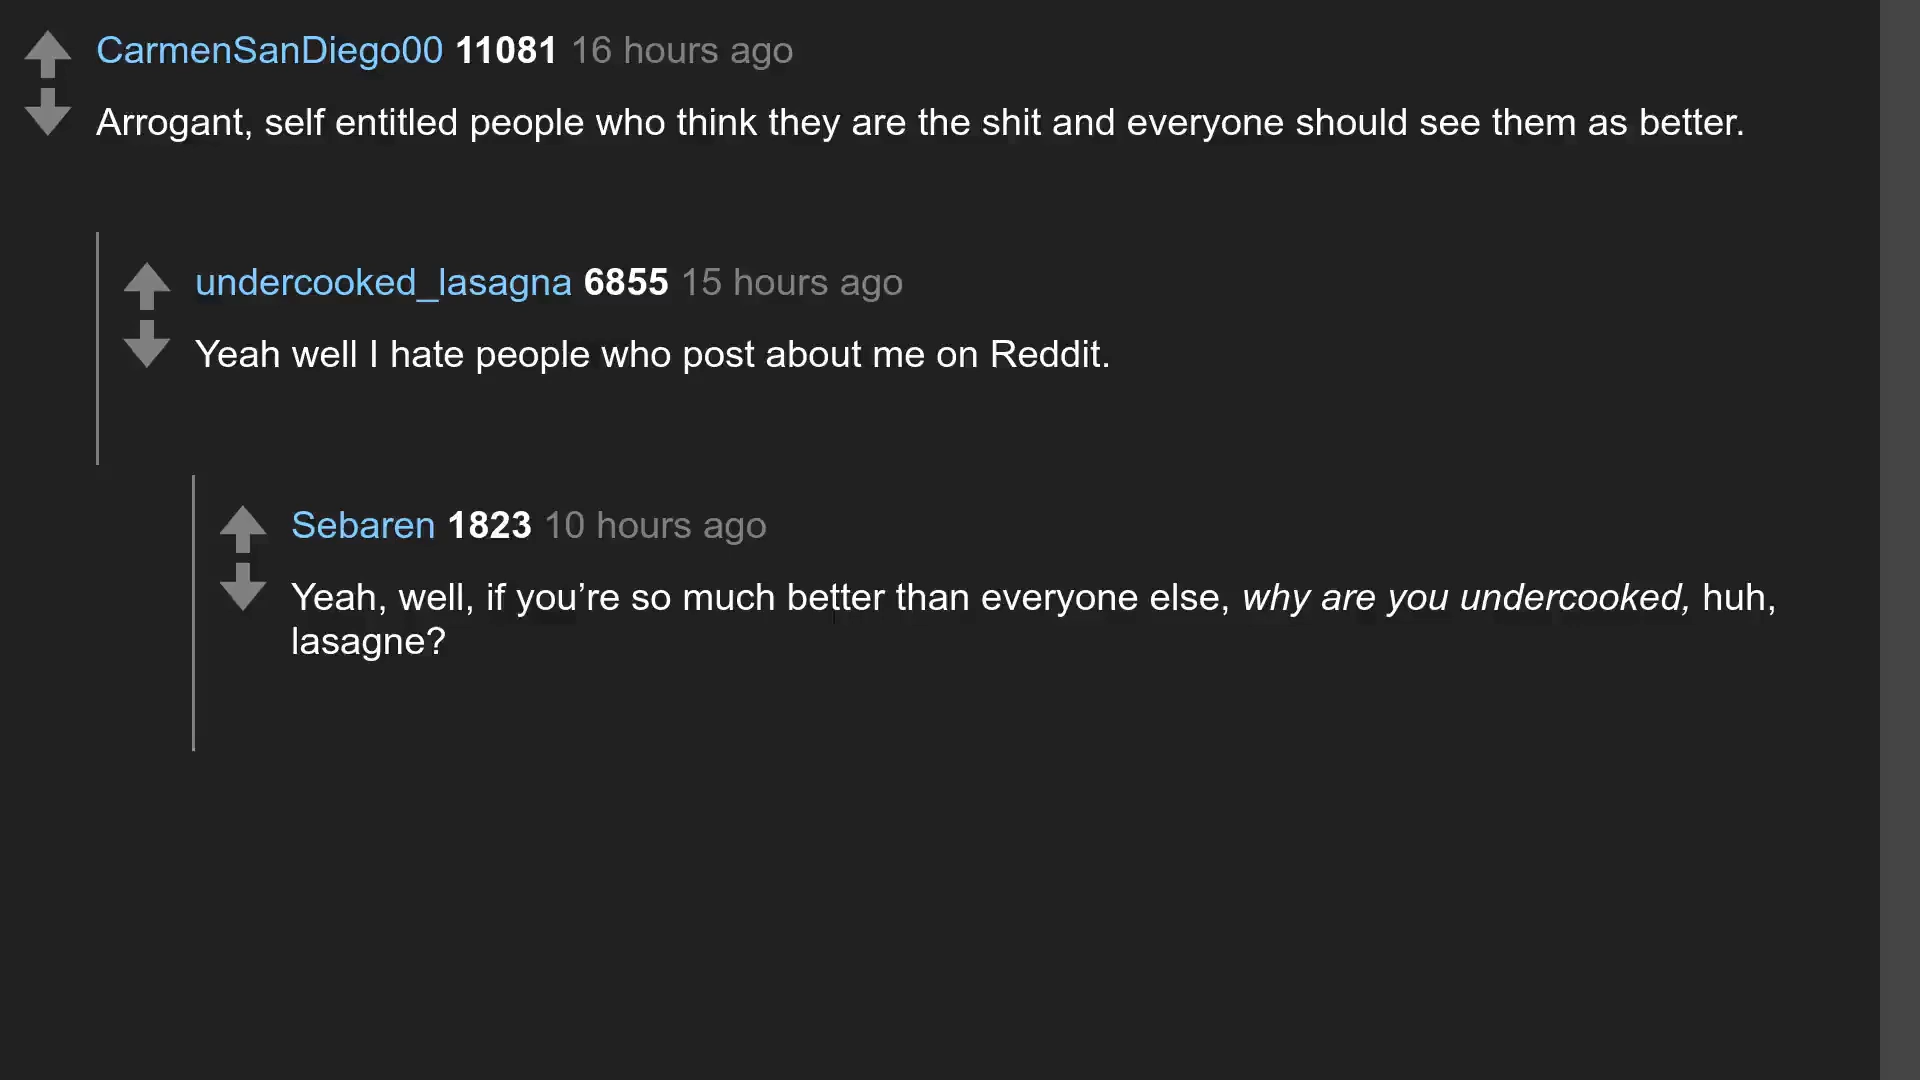 CarmenSanDiego00 11081 16 hours ago
Arrogant, self entitled people who think they are the shit and everyone should see them as better.
undercooked_lasagna 6855 15 hours ago
Yeah well I hate people who post about me on Reddit.
Sebaren 1823 10 hours ago
Yeah, well, if you’re so much better than everyone else, why are you undercooked, huh,
lasagne?